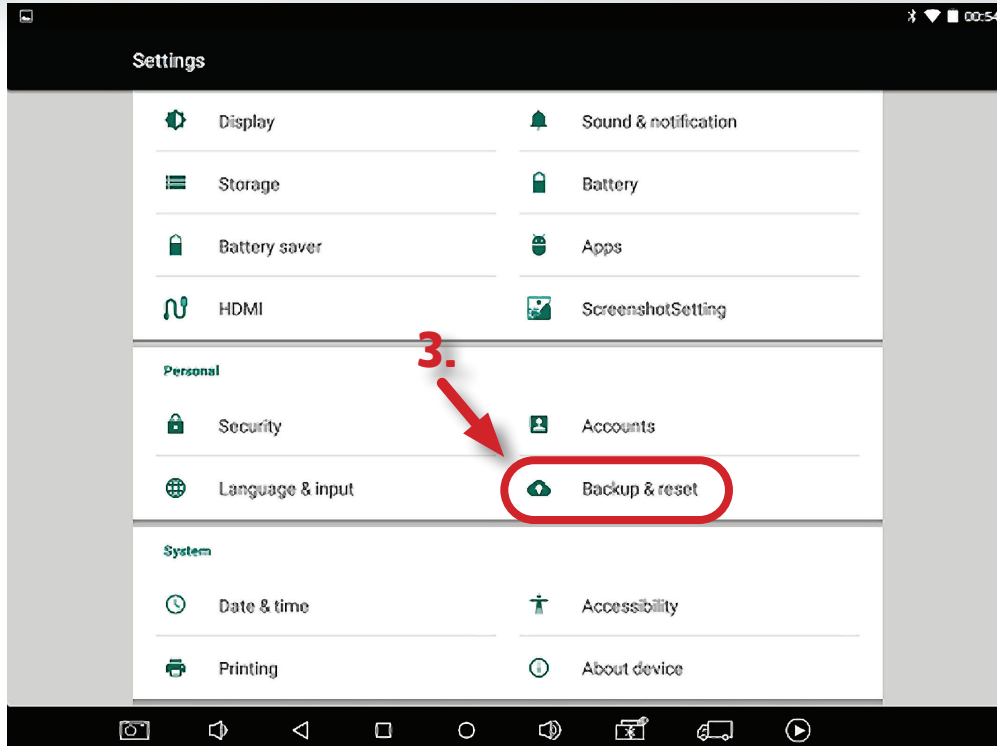 00:54
Settings
Display
Sound & notification
Storage
Battery
Battery saver
Apps
HDMI
ScreenshotSetting
3.
Personal
Security
Accounts
Language & input
Backup & reset
System
Date & time
Accessibility
Printing
About device